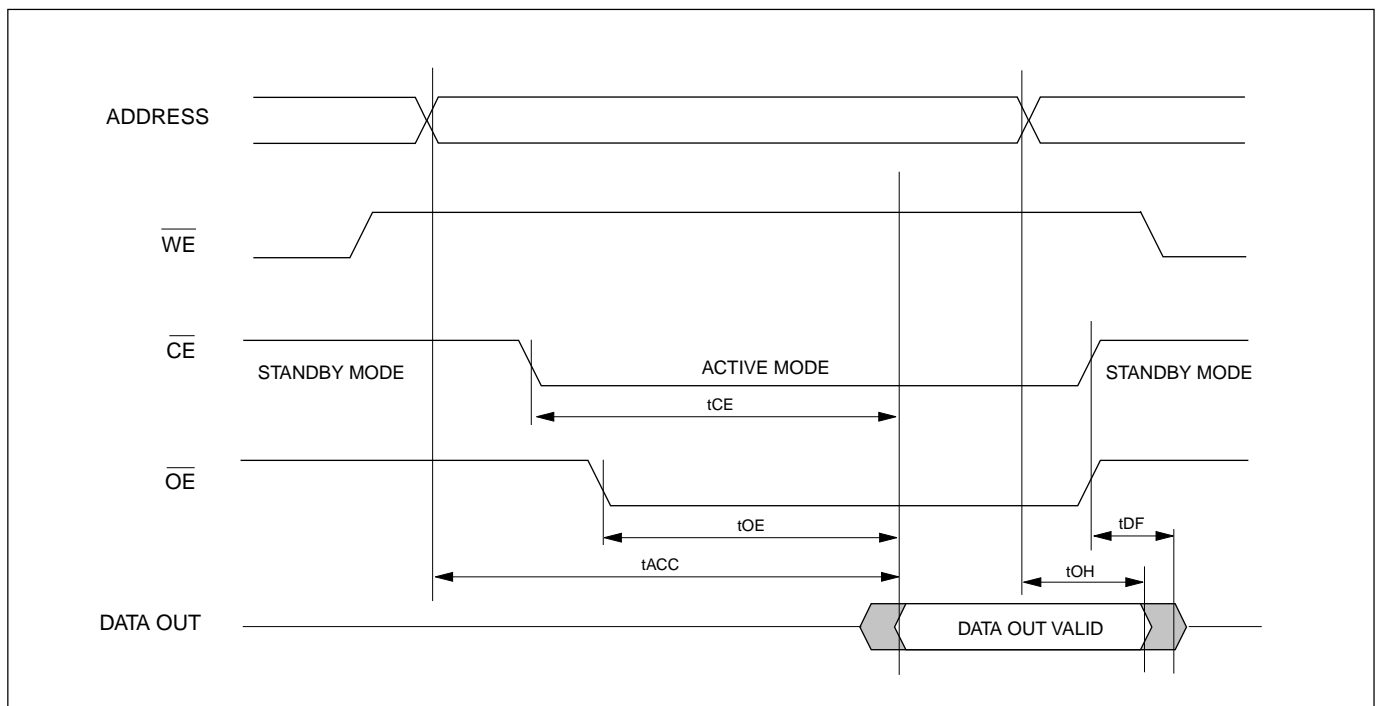 ADDRESS
WE
CE
STANDBY MODE
ACTIVE MODE
STANDBY MODE
tCE
OE
tOE
tDF
tACC
tOH
DATA OUT
DATA OUT VALID